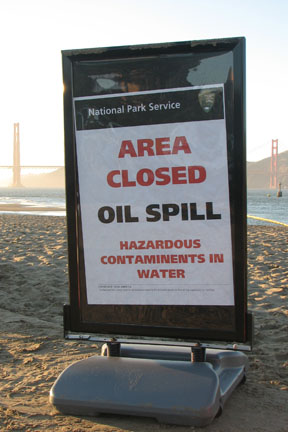 National Park Service
AREA
CLOSED
OIL SPILL
HAZARDOUS
CONTAMINENTS IN
WATER